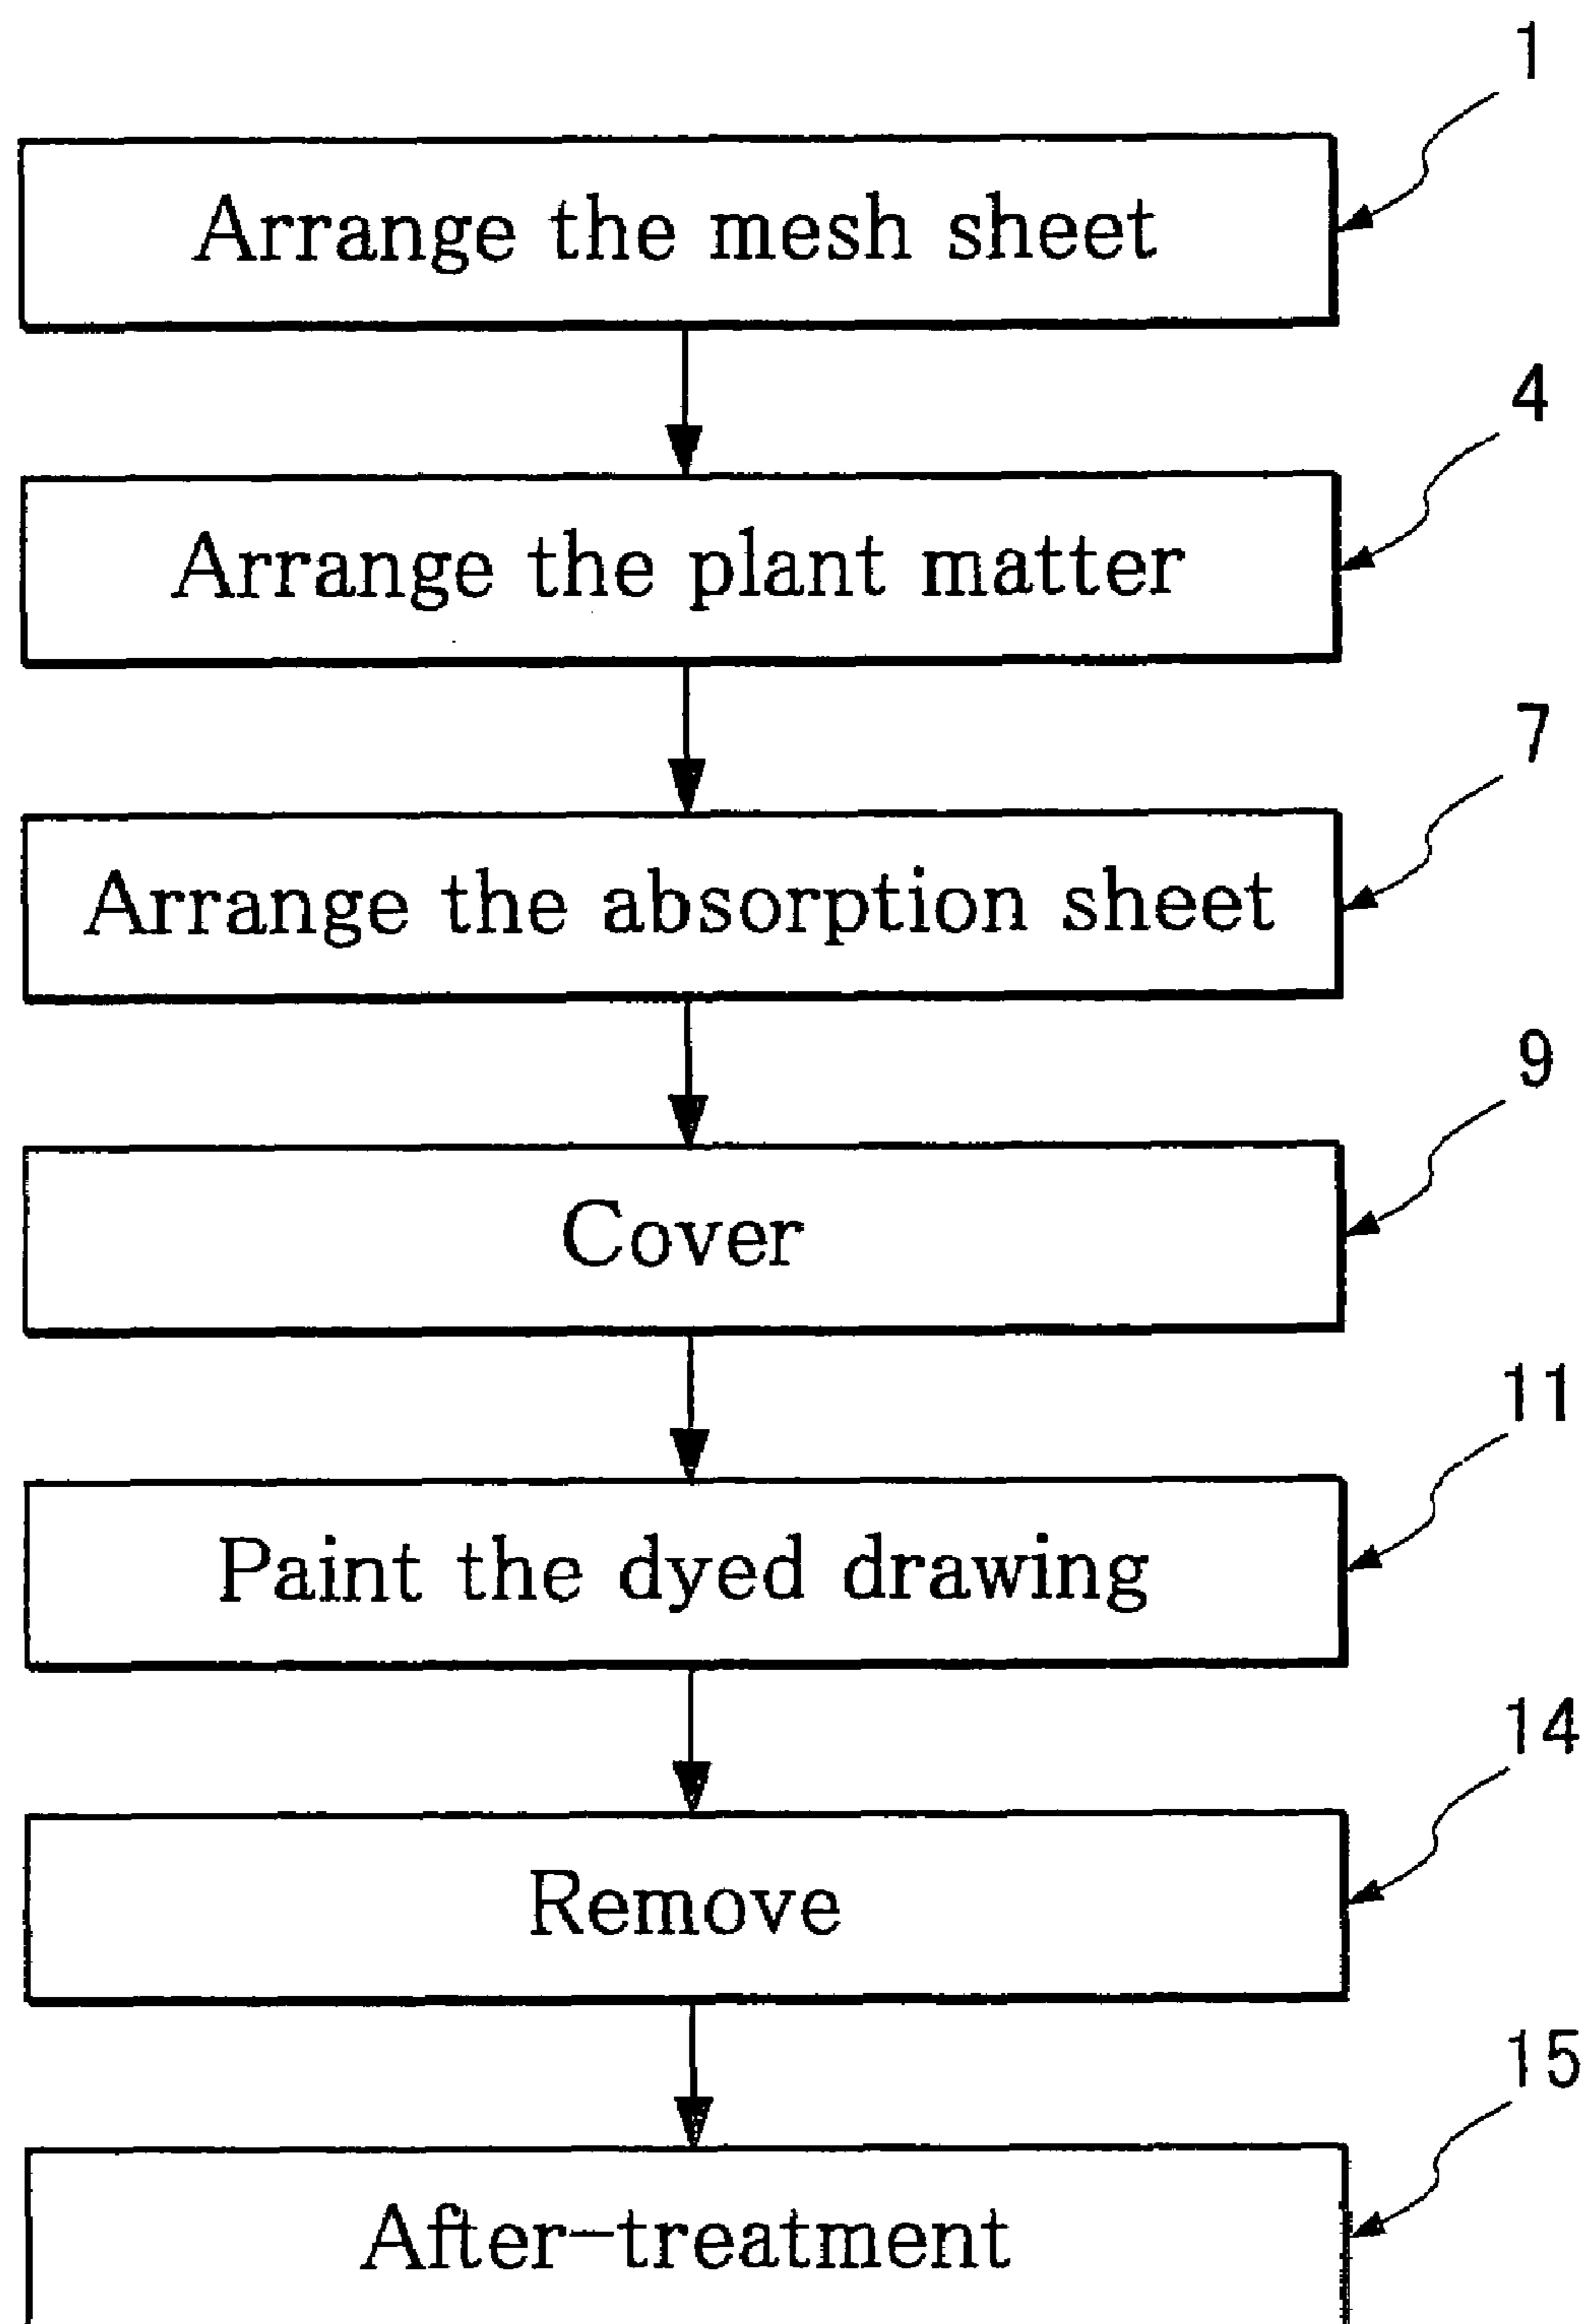 1
Arrange the mesh sheet
4
Arrange the plant matter
7
Arrange the absorption sheet
9
Cover
11
Paint the dyed drawing
14
Remove
15
After-treatment